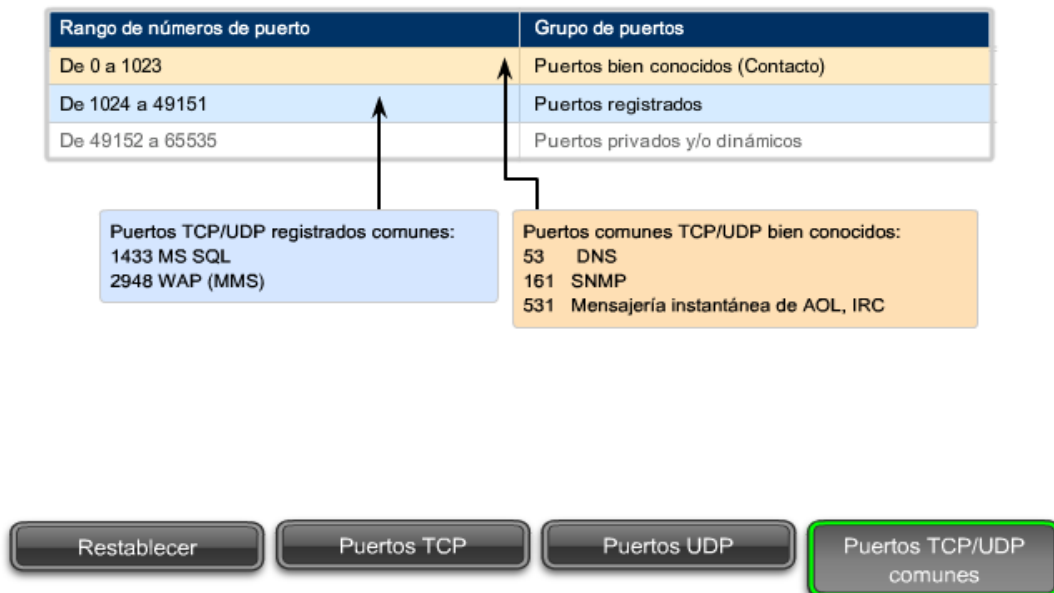 Rango de números de puerto Grupo de puertos
De 0 a 1023 Puertos bien conocidos (Contacto)
De 1024 a 49151 Puertos registrados
De 49152 a 65535 Puertos privados y/o dinámicos
Puertos TCP/UDP registrados comunes:
1433 MS SQL
2948 WAP (MMS)
Puertos comunes TCP/UDP bien conocidos:
53 DNS
161 SNMP
531 Mensajería instantánea de AOL, IRC
Restablecer
Puertos TCP
Puertos UDP
Puertos TCP/UDP
comunes